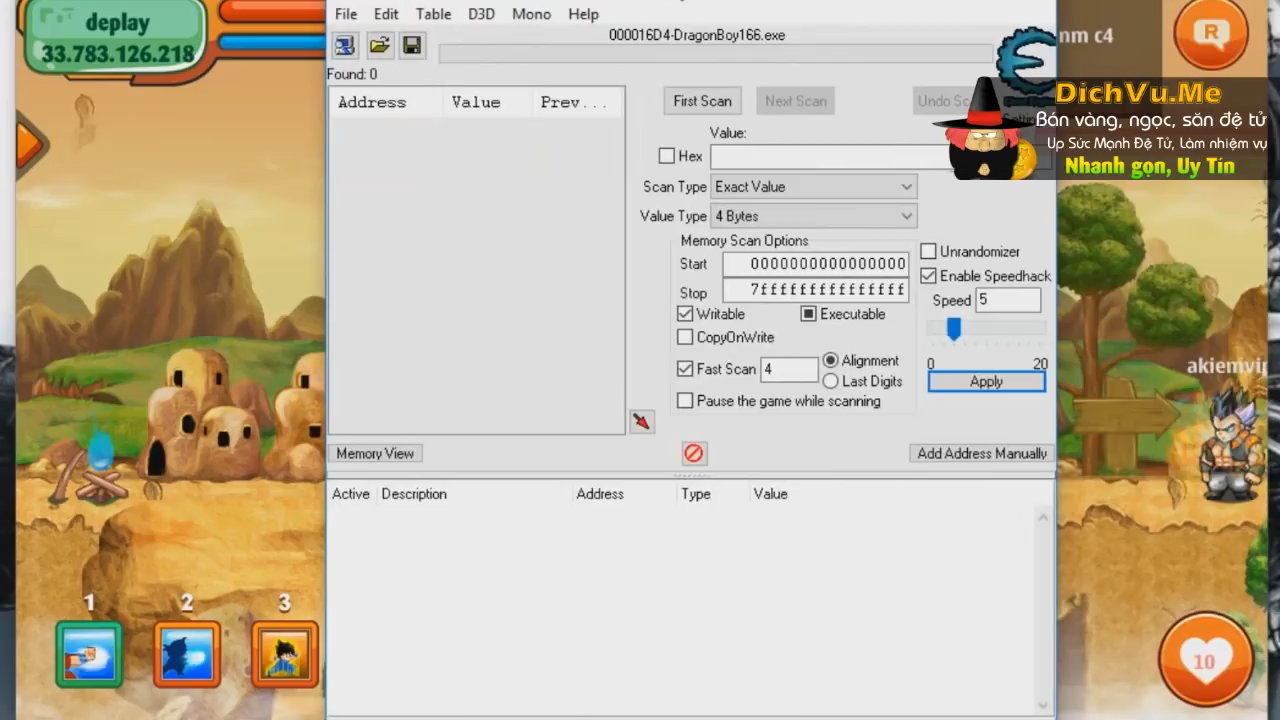 deplay
33.783.126.218
File Edit Table D3D Mono Help
000016D4-DragonBoy166.exe
Found: 0
Address Value Prev...
First Scan Next Scan
Value:
Hex
Scan Type Exact Value
Value Type 4 Bytes
Memory Scan Options
Start 0000000000000000
Stop 7fffffffffffffff
Writable Executable
CopyOnWrite
Fast Scan 4 Alignment
Last Digits
Pause the game while scanning
Unrandomizer
Enable Speedhack
Speed 5
0 20
Apply
Memory View Add Address Manually
Active Description Address Type Value
nm c4
R
DichVu.Me
Bán vàng, ngọc, săn đệ tử
Up Sức Mạnh Đệ Tử, Làm nhiệm vụ
Nhanh gọn, Uy Tín
1 2 3
10